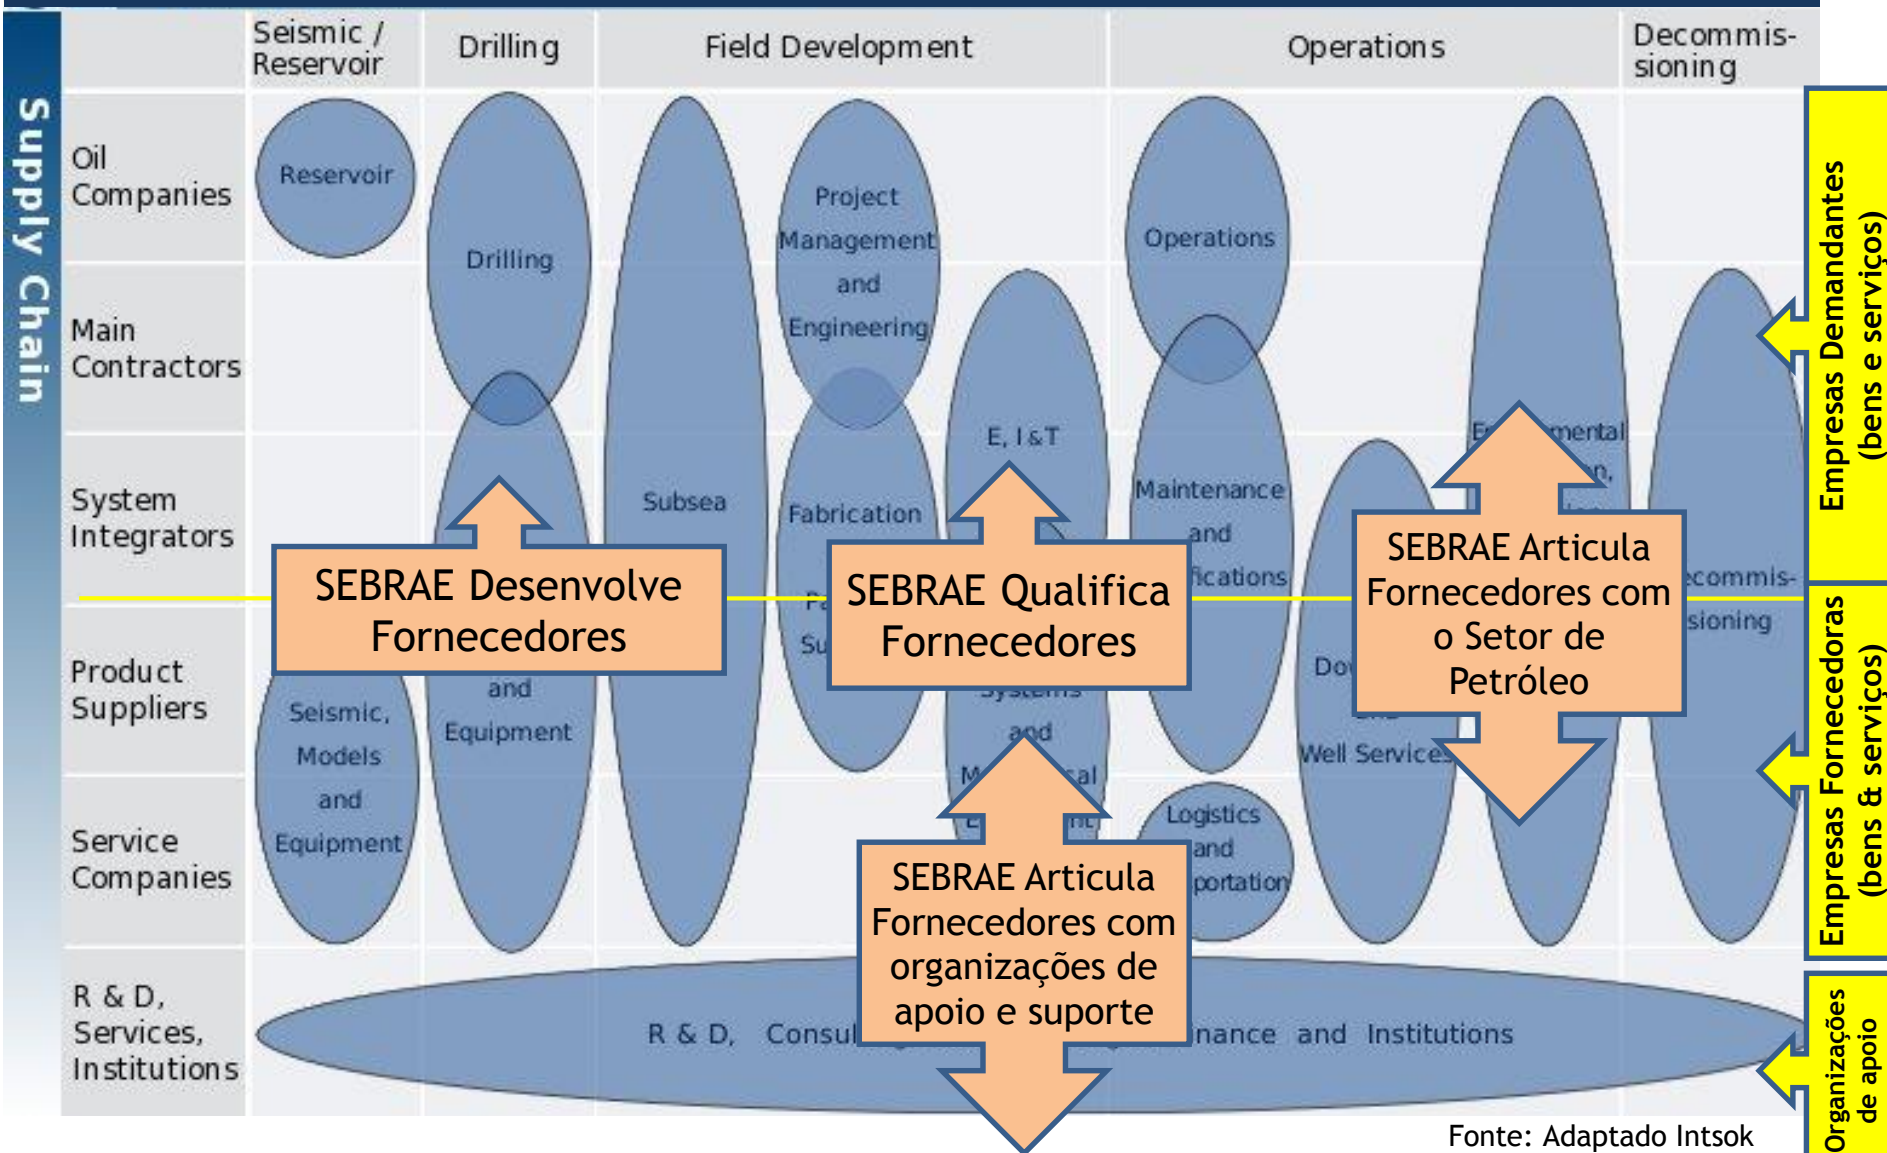 Supply Chain
Seismic /
Reservoir
Drilling
Field Development
Operations
Decommis-
sioning
Oil
Companies
Main
Contractors
System
Integrators
Product
Suppliers
Service
Companies
R & D,
Services,
Institutions
Reservoir
Drilling
Project
Management
and
Engineering
Operations
E, I & T
Subsea
Fabrication
Maintenance
and
SEBRAE Desenvolve
Fornecedores
SEBRAE Qualifica
Fornecedores
SEBRAE Articula
Fornecedores com
o Setor de
Petróleo
and
Equipment
Seismic,
Models
and
Equipment
Systems
and
Well Services
sioning
Logistics
and
SEBRAE Articula
Fornecedores com
organizações de
apoio e suporte
R & D,
and Institutions
Empresas Demandantes
(bens e serviços)
Empresas Fornecedoras
(bens & serviços)
Organizações
de apoio
Fonte: Adaptado Intsok